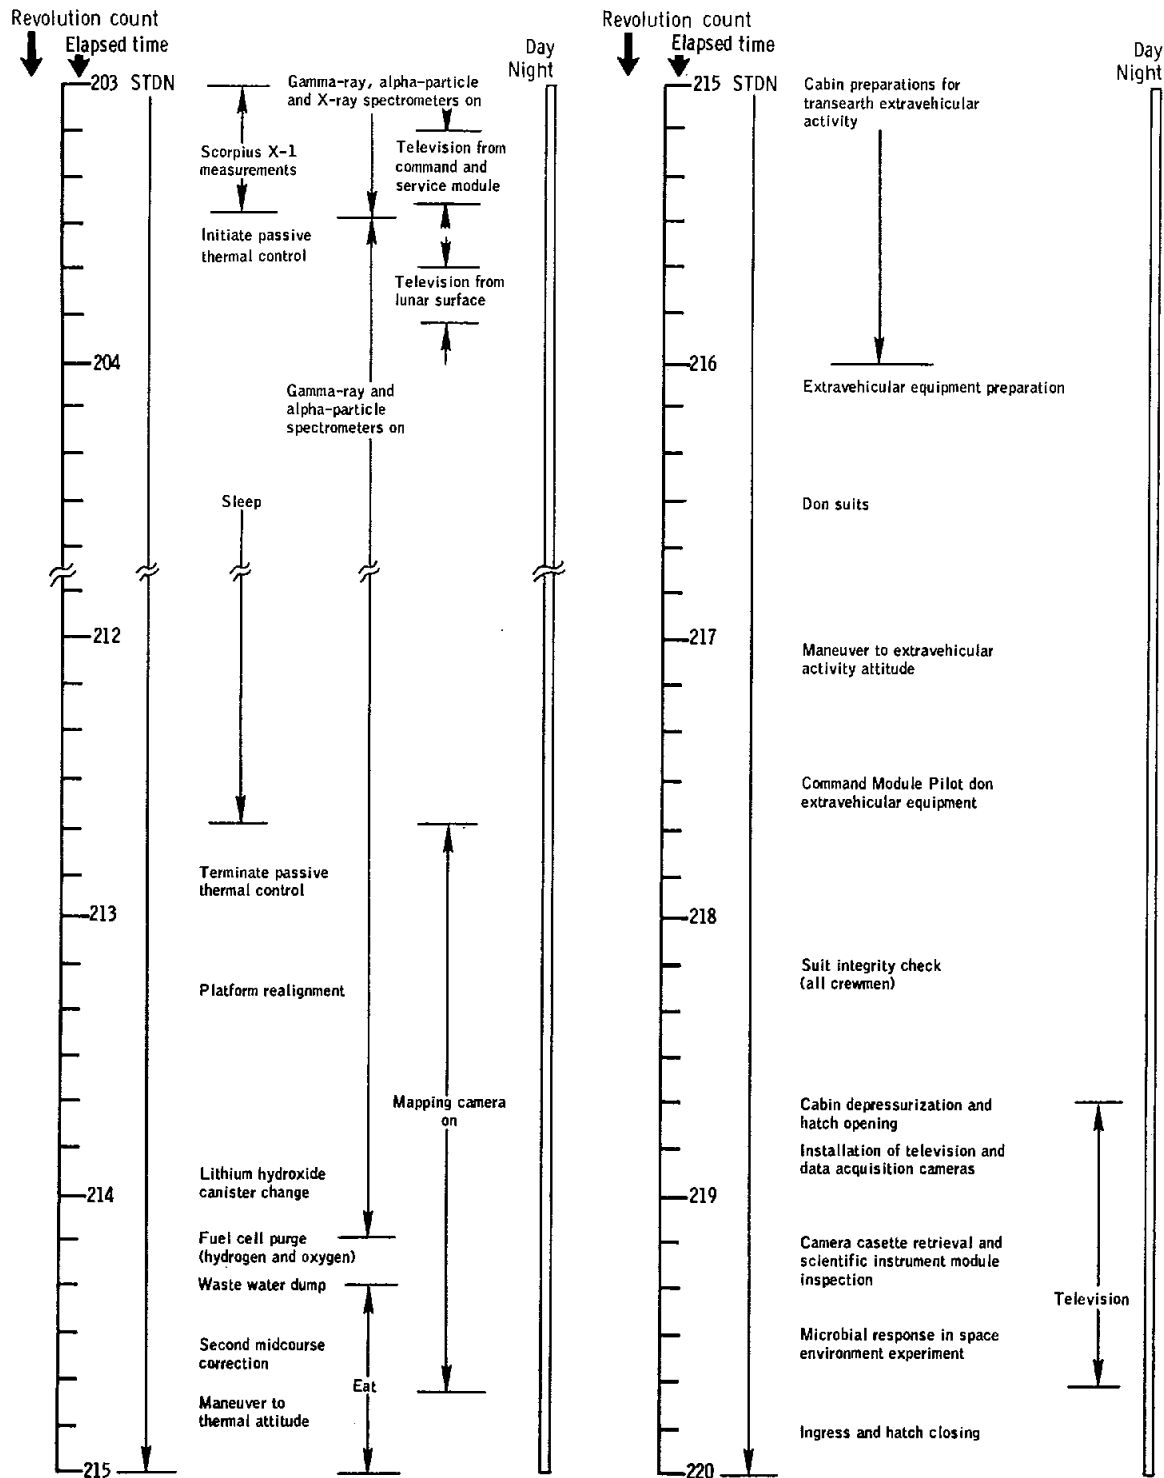 Revolution count
Elapsed time
Day
Night
203 STDN
Gamma-ray, alpha-particle
and X-ray spectrometers on
Scorpius X-1
measurements
Television from
command and
service module
Initiate passive
thermal control
Television from
lunar surface
204
Gamma-ray and
alpha-particle
spectrometers on
Sleep
212
Terminate passive
thermal control
213
Platform realignment
Mapping camera
on
Lithium hydroxide
canister change
214
Fuel cell purge
(hydrogen and oxygen)
Waste water dump
Second midcourse
correction
Eat
Maneuver to
thermal attitude
215
Revolution count
Elapsed time
Day
Night
215 STDN
Cabin preparations for
transearth extravehicular
activity
216
Extravehicular equipment preparation
Don suits
217
Maneuver to extravehicular
activity attitude
Command Module Pilot don
extravehicular equipment
218
Suit integrity check
(all crewmen)
Cabin depressurization and
hatch opening
Installation of television and
data acquisition cameras
219
Camera casette retrieval and
scientific instrument module
inspection
Television
Microbial response in space
environment experiment
Ingress and hatch closing
220